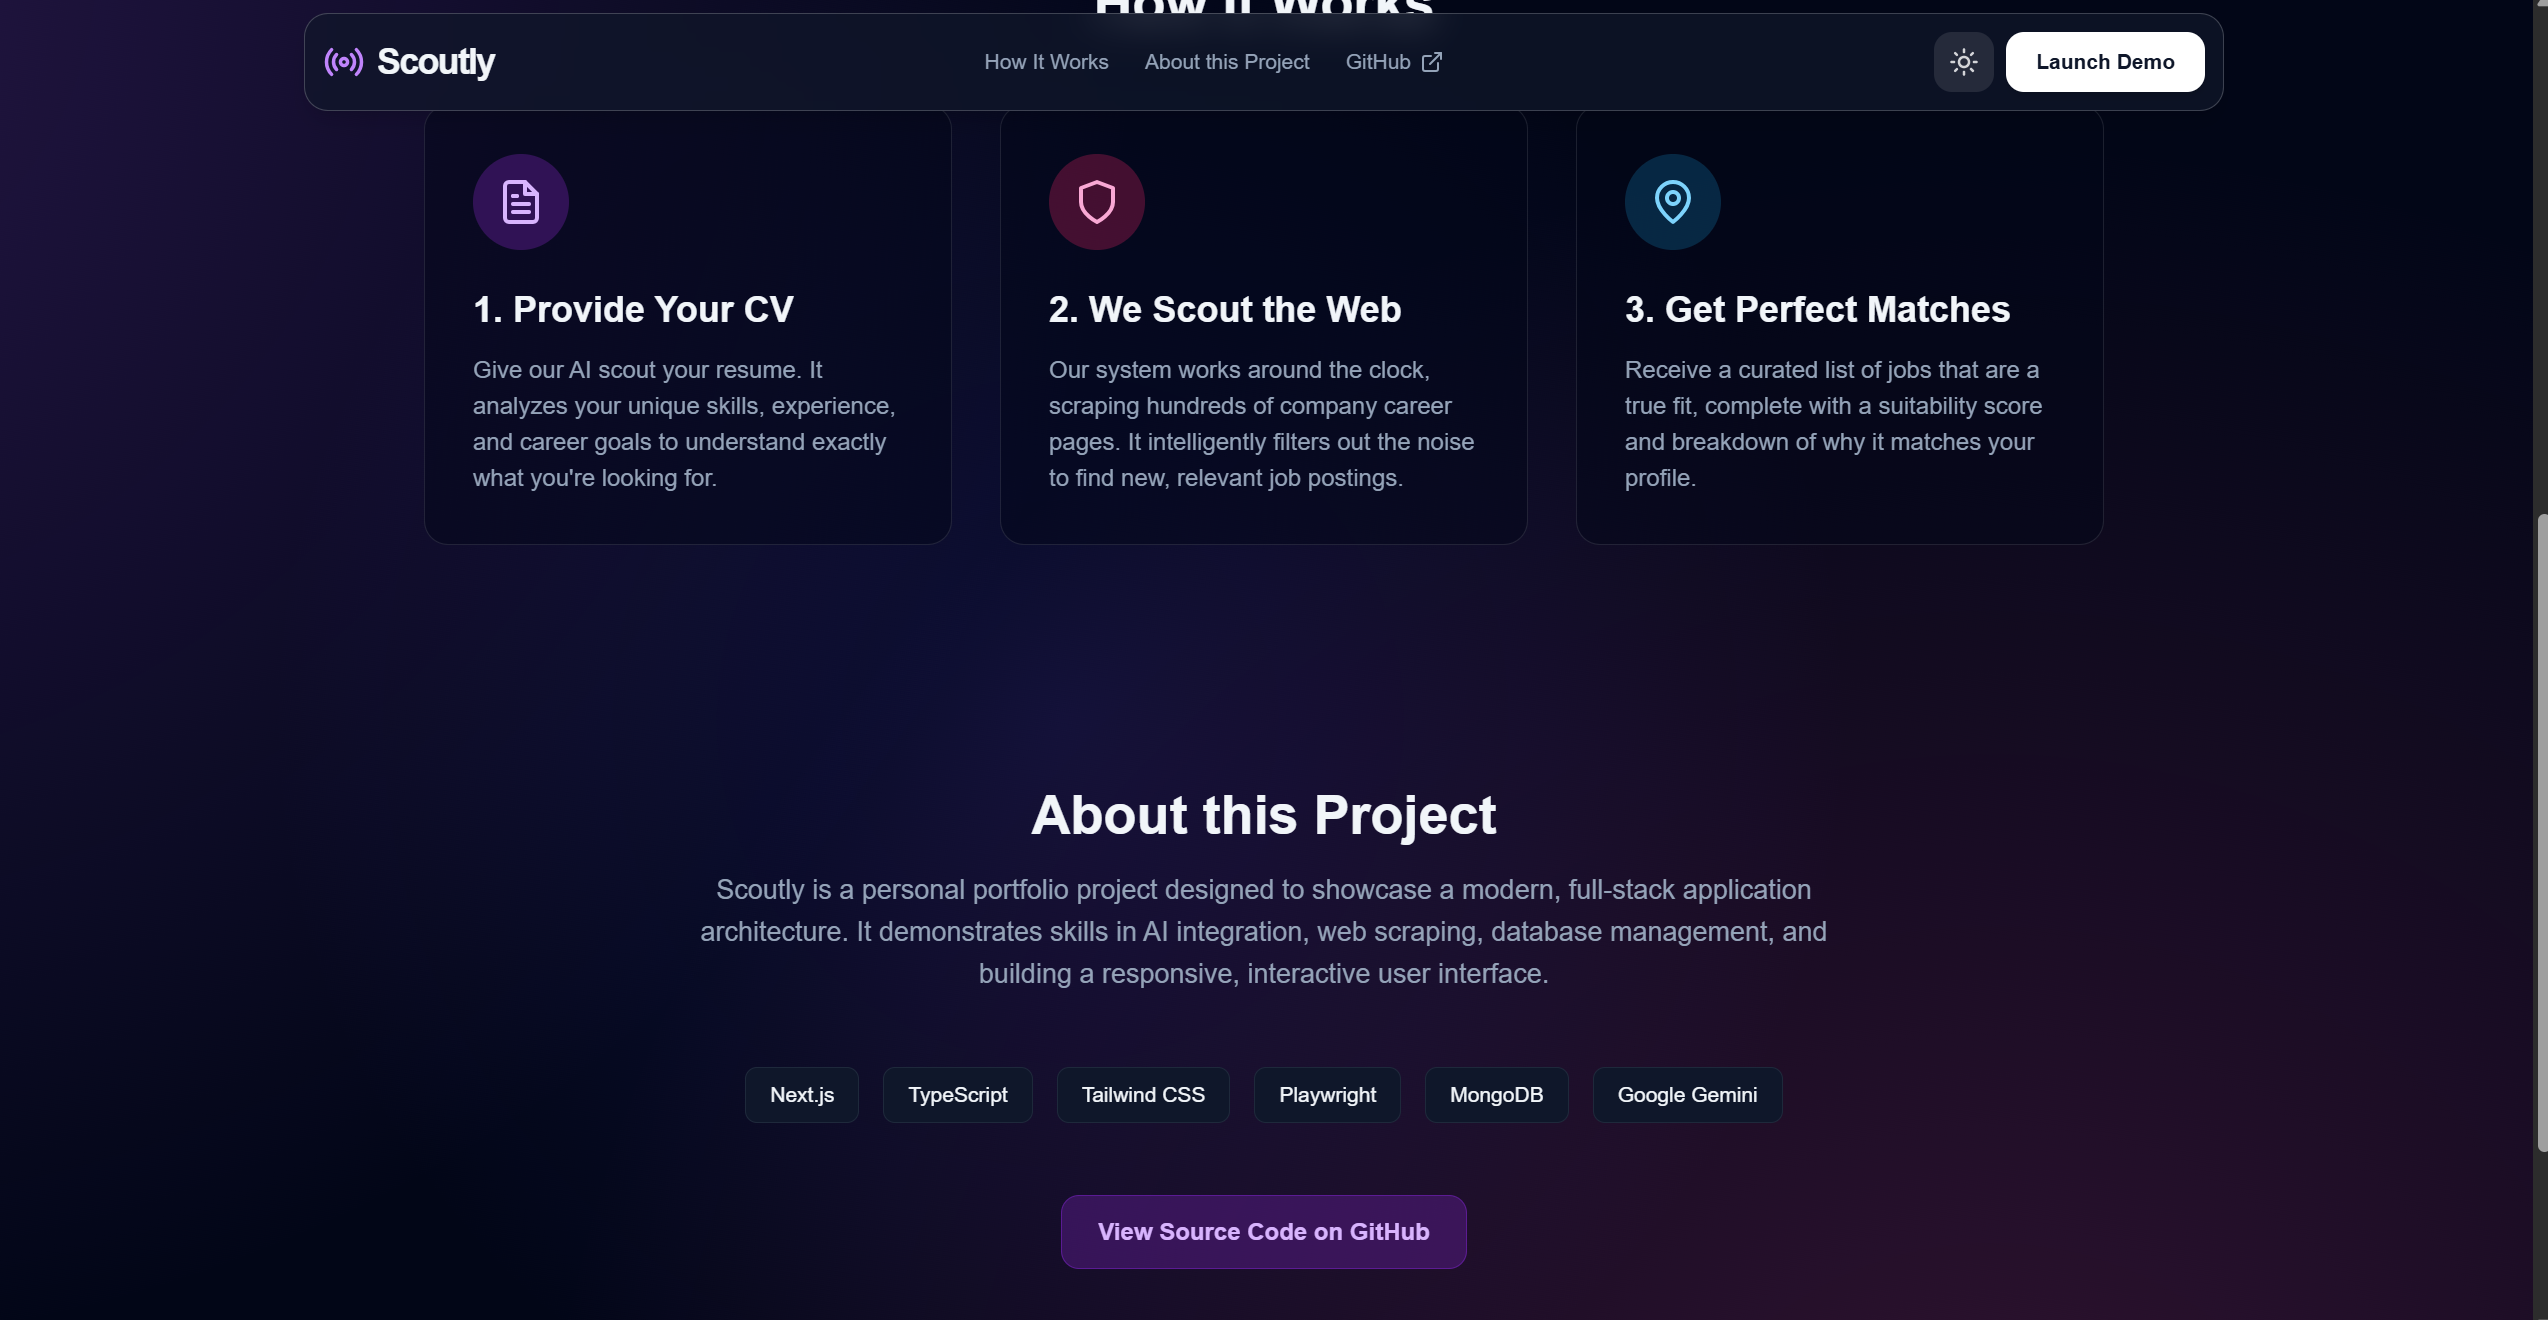 How It Works
Scoutly
How It Works
About this Project
GitHub
Launch Demo
1. Provide Your CV
Give our AI scout your resume. It
analyzes your unique skills, experience,
and career goals to understand exactly
what you're looking for.
2. We Scout the Web
Our system works around the clock,
scraping hundreds of company career
pages. It intelligently filters out the noise
to find new, relevant job postings.
3. Get Perfect Matches
Receive a curated list of jobs that are a
true fit, complete with a suitability score
and breakdown of why it matches your
profile.
About this Project
Scoutly is a personal portfolio project designed to showcase a modern, full-stack application
architecture. It demonstrates skills in AI integration, web scraping, database management, and
building a responsive, interactive user interface.
Next.js
TypeScript
Tailwind CSS
Playwright
MongoDB
Google Gemini
View Source Code on GitHub